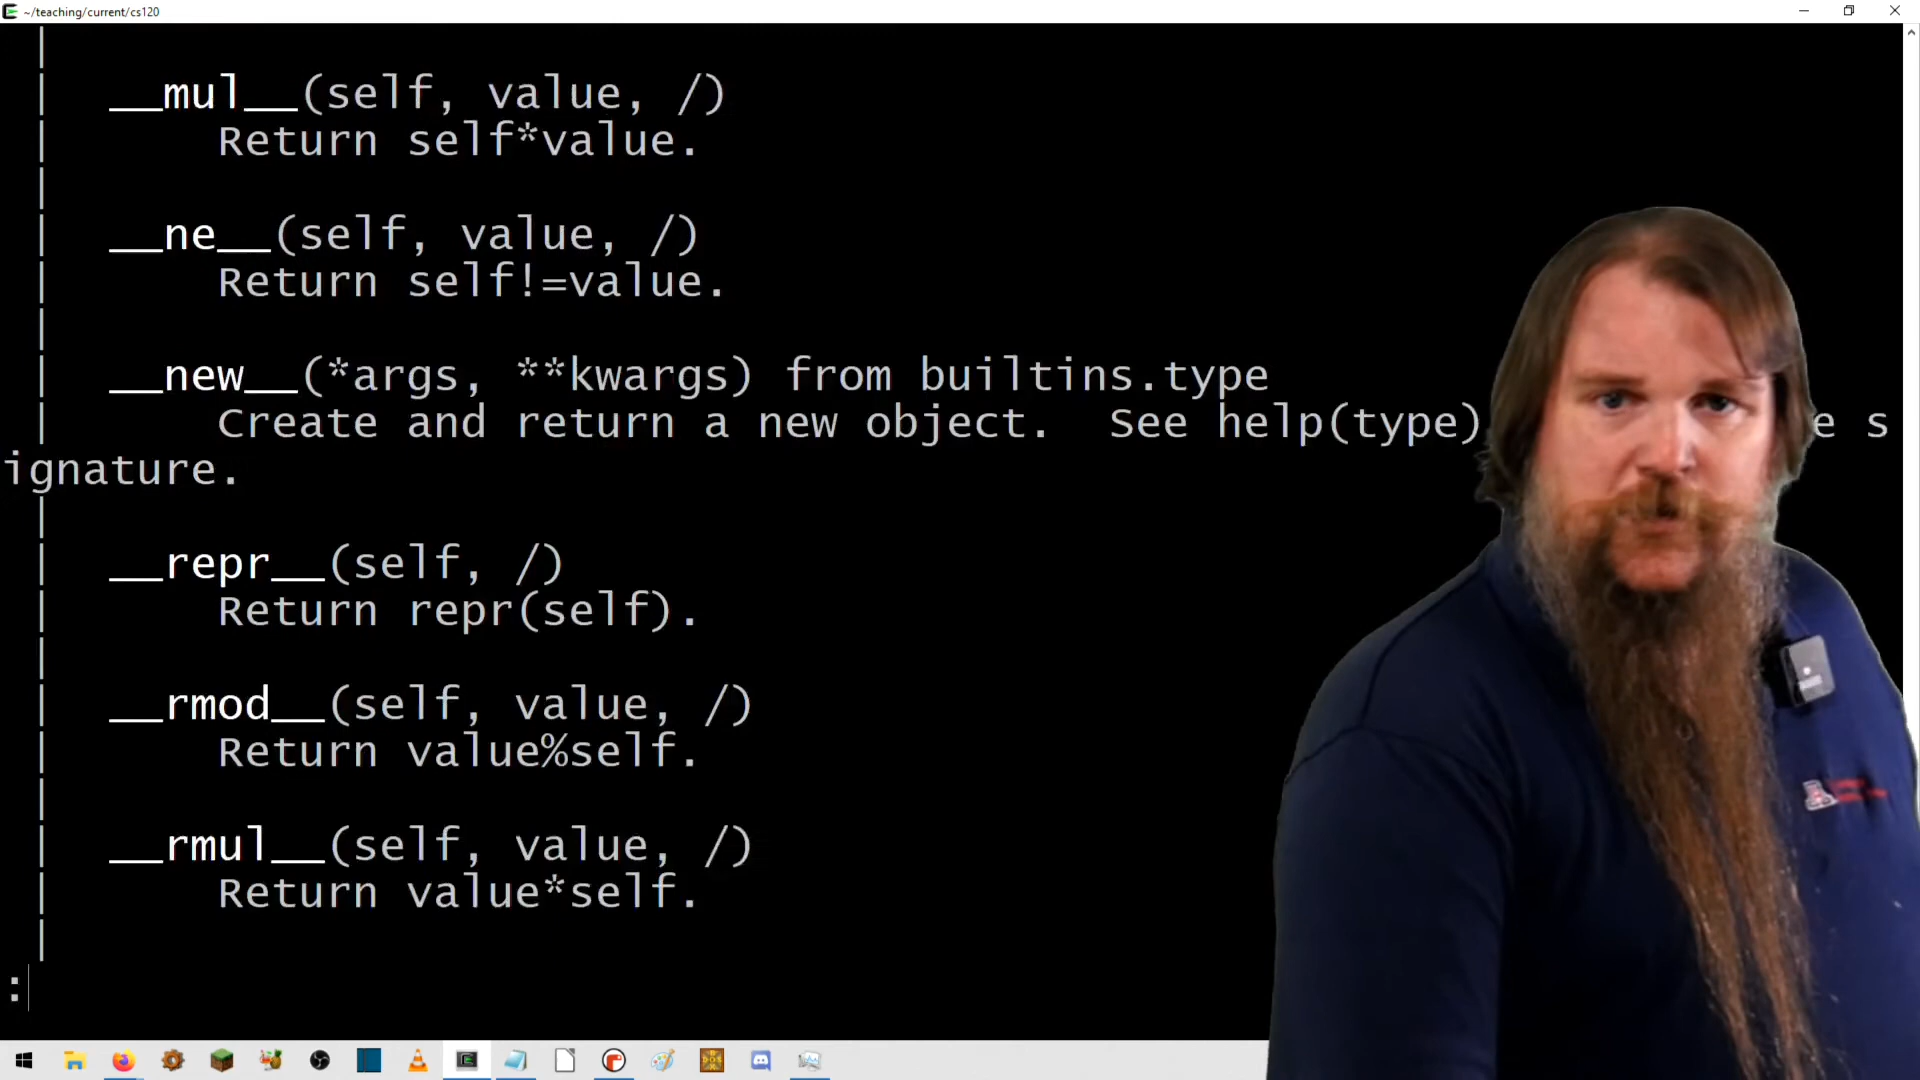 ~/teaching/current/cs120
__mul__(self, value, /)
Return self*value.
__ne__(self, value, /)
Return self!=value.
__new__(*args, **kwargs) from builtins.type
Create and return a new object.  See help(type) e s
ignature.
__repr__(self, /)
Return repr(self).
__rmod__(self, value, /)
Return value%self.
__rmul__(self, value, /)
Return value*self.
: